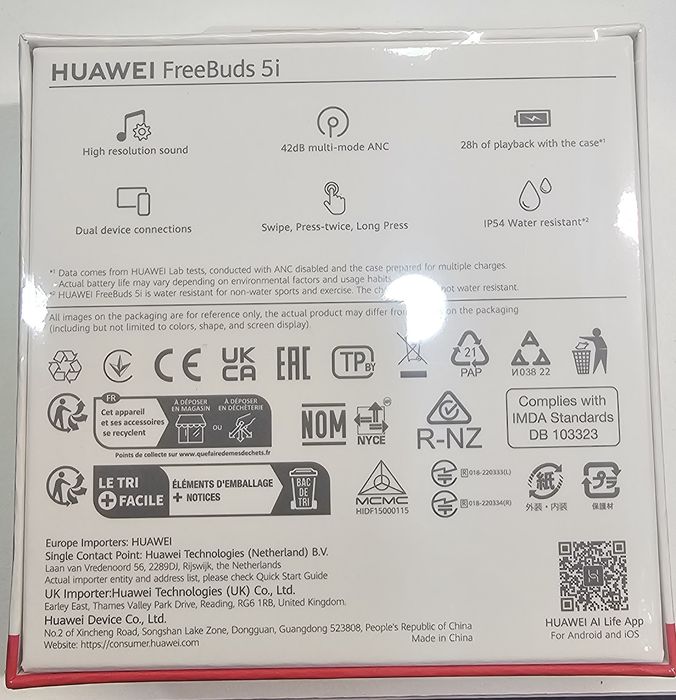 HUAWEI FreeBuds 5i
High resolution sound
42dB multi-mode ANC
28h of playback with the case*1
Dual device connections
Swipe, Press-twice, Long Press
IP54 Water resistant*2
*1 Data comes from HUAWEI Lab tests, conducted with ANC disabled and the case prepared for multiple charges.
Actual battery life may vary depending on environmental factors and usage habits
*2 HUAWEI FreeBuds 5i is water resistant for non-water sports and exercise. The ch not water resistant.
All images on the packaging are for reference only, the actual product may differ from on the packaging
(including but not limited to colors, shape, and screen display)
CE
UK
CA
EAC
TP BY
21
PAP
И038 22
FR
Cet appareil
et ses accessoires
se recyclent
À DÉPOSER
EN MAGASIN
OU
À DÉPOSER
EN DÉCHÈTERIE
Points de collecte sur www.quefairedemesdechets.fr
NOM
NYCE
R-NZ
Complies with
IMDA Standards
DB 103323
LE TRI
+ FACILE
ÉLÉMENTS D'EMBALLAGE
+ NOTICES
BAC
DE
TRI
MCMC
HIDF15000115
R 018-220333(L)
R 018-220334(R)
紙
外装・内装
プラ
保護材
Europe Importers: HUAWEI
Single Contact Point: Huawei Technologies (Netherland) B.V.
Laan van Vredenoord 56, 2289DJ, Rijswijk, the Netherlands
Actual importer entity and address list, please check Quick Start Guide
UK Importer:Huawei Technologies (UK) Co., Ltd.
Earley East, Thames Valley Park Drive, Reading, RG6 1RB, United Kingdom.
Huawei Device Co., Ltd.
No.2 of Xincheng Road, Songshan Lake Zone, Dongguan, Guangdong 523808, People's Republic of China
Website: https://consumer.huawei.com
Made in China
HUAWEI AI Life App
For Android and iOS